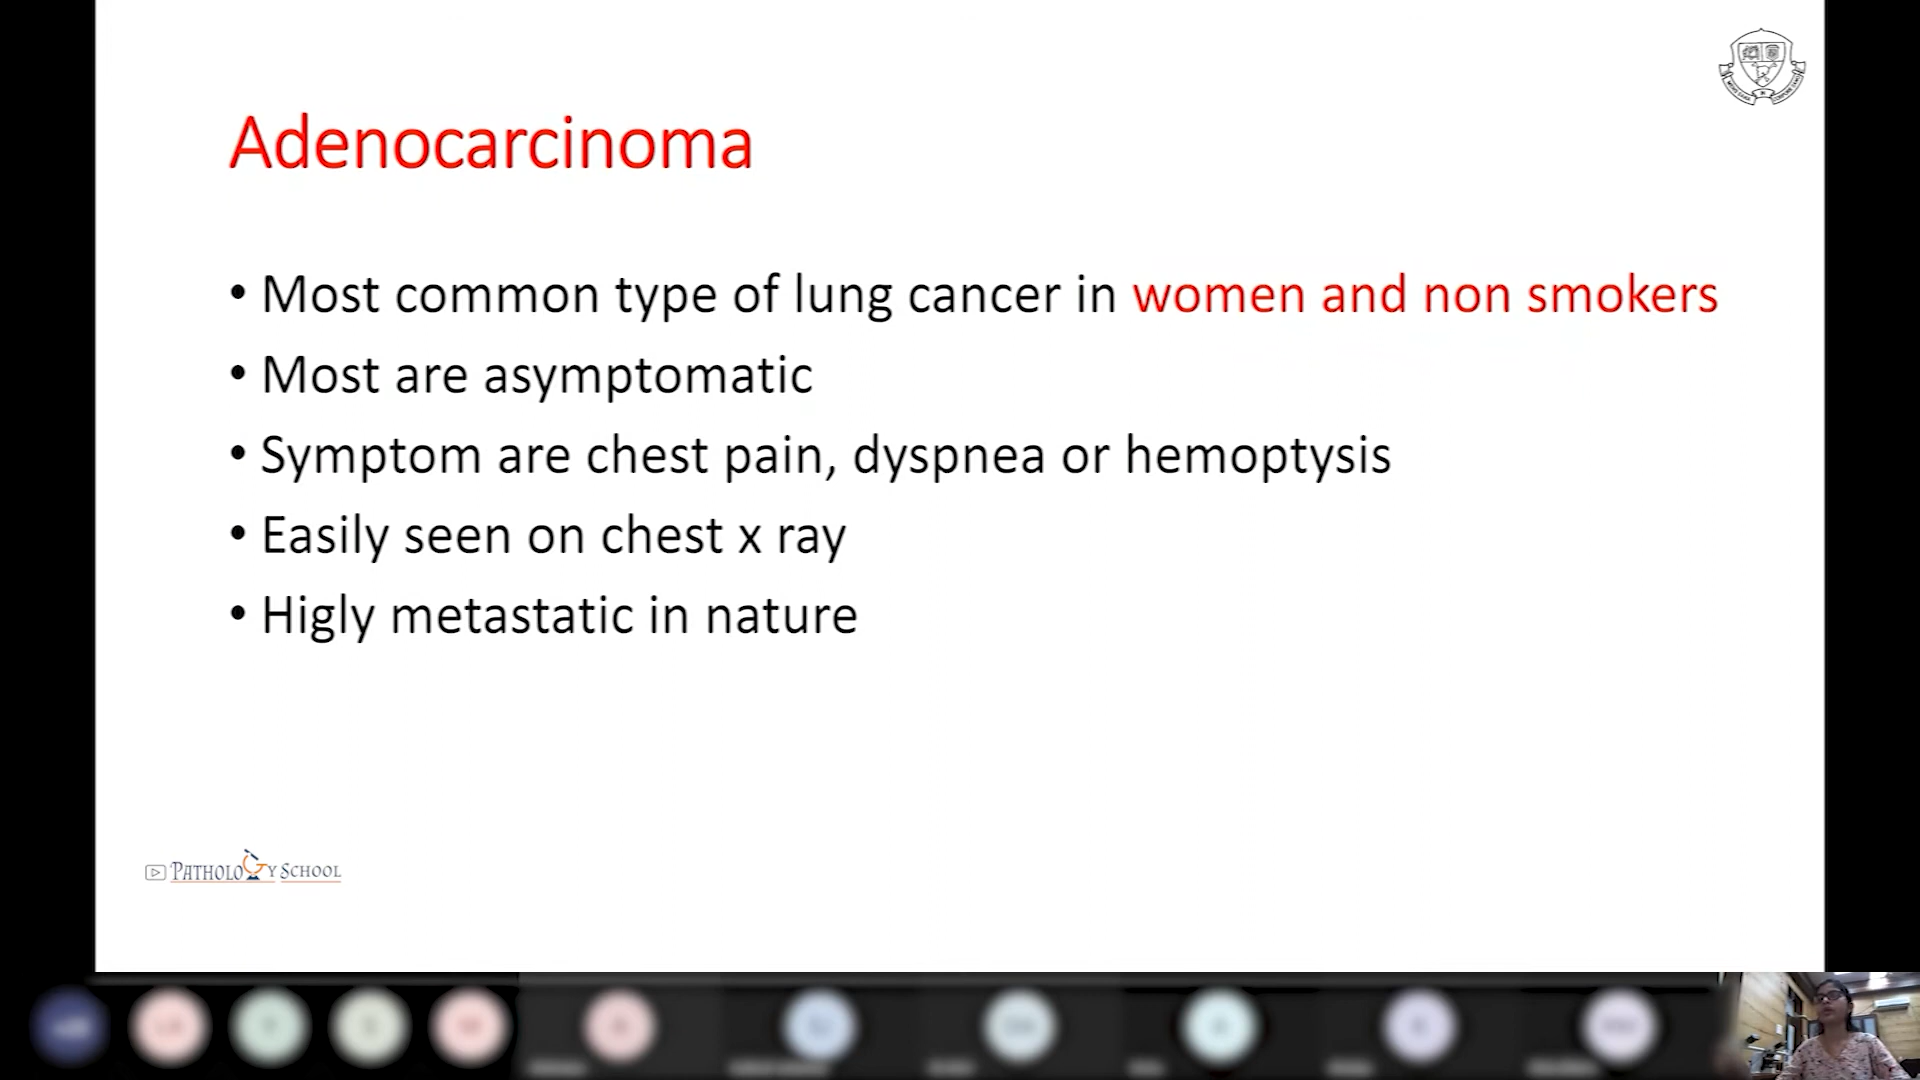 Adenocarcinoma
• Most common type of lung cancer in women and non smokers
• Most are asymptomatic
• Symptom are chest pain, dyspnea or hemoptysis
• Easily seen on chest x ray
• Higly metastatic in nature
PATHOLOGY SCHOOL